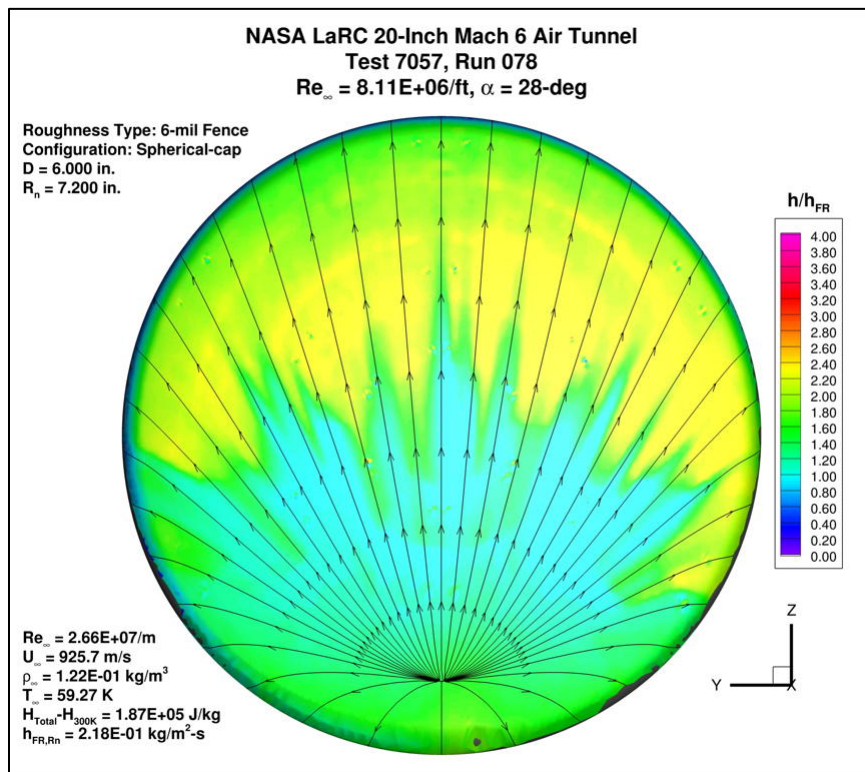 NASA LaRC 20-Inch Mach 6 Air Tunnel
Test 7057, Run 078
Re∞ = 8.11E+06/ft, α = 28-deg
Roughness Type: 6-mil Fence
Configuration: Spherical-cap
D = 6.000 in.
Rn = 7.200 in.
h/hFR
4.00
3.80
3.60
3.40
3.20
3.00
2.80
2.60
2.40
2.20
2.00
1.80
1.60
1.40
1.20
1.00
0.80
0.60
0.40
0.20
0.00
Z
Y
X
Re∞ = 2.66E+07/m
U∞ = 925.7 m/s
ρ∞ = 1.22E-01 kg/m³
T∞ = 59.27 K
HTotal-H300K = 1.87E+05 J/kg
hFR,Rn = 2.18E-01 kg/m²-s